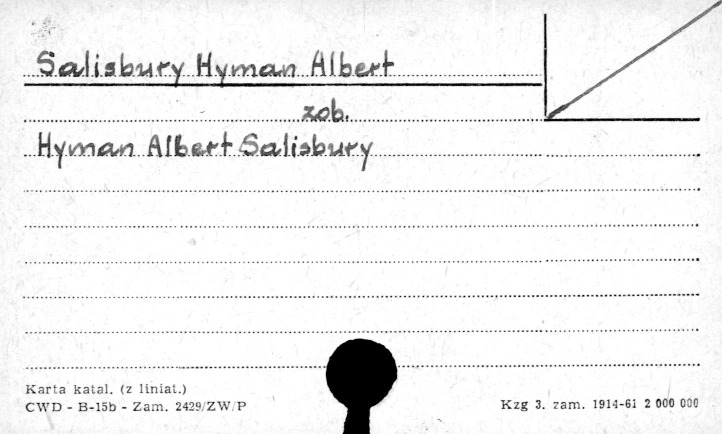 Salisbury Hyman Albert
zob.
Hyman Albert Salisbury
Karta katal. (z liniat.)
CWD - B-15b - Zam. 2429/ZW/P
Kzg 3. zam. 1914-61 2 000 000